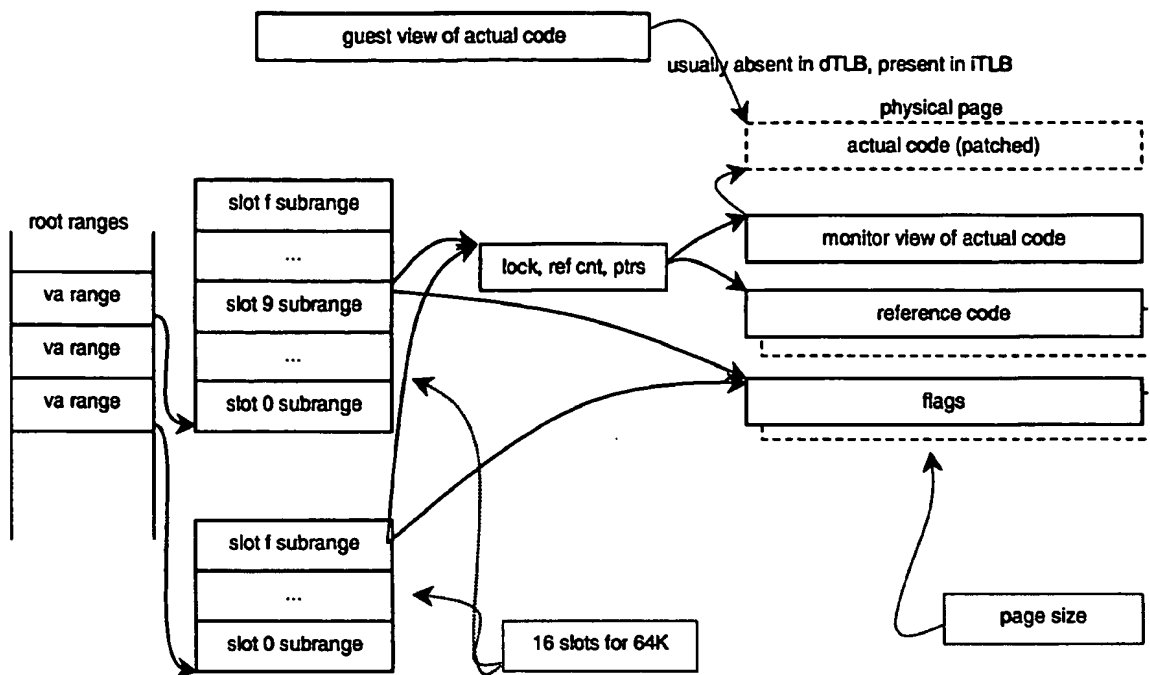 guest view of actual code
usually absent in dTLB, present in iTLB
physical page
actual code (patched)
slot f subrange
root ranges
...
lock, ref cnt, ptrs
monitor view of actual code
va range
slot 9 subrange
reference code
va range
...
va range
slot 0 subrange
flags
slot f subrange
...
page size
slot 0 subrange
16 slots for 64K